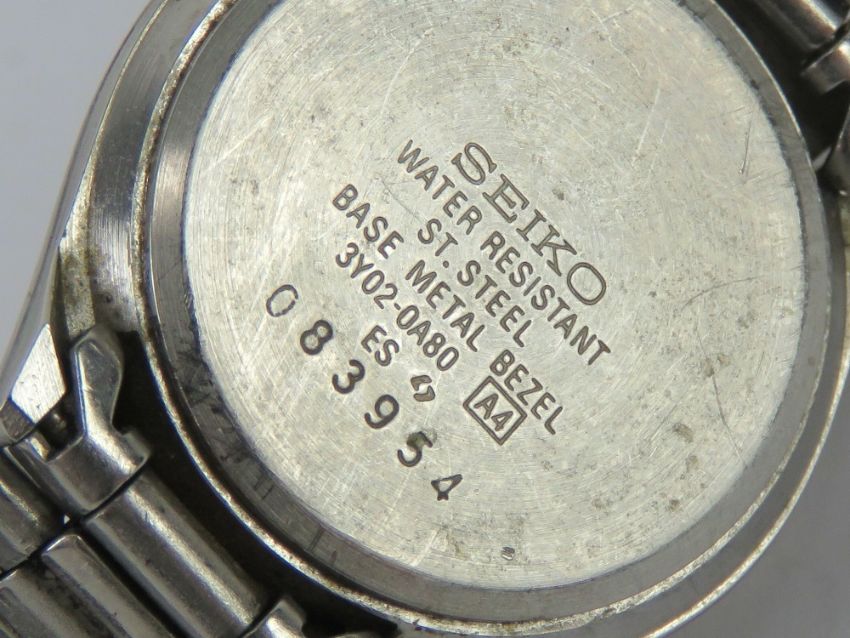 SEIKO
WATER RESISTANT
ST. STEEL
BASE METAL BEZEL
3Y02-0A80 A4
ES
083954